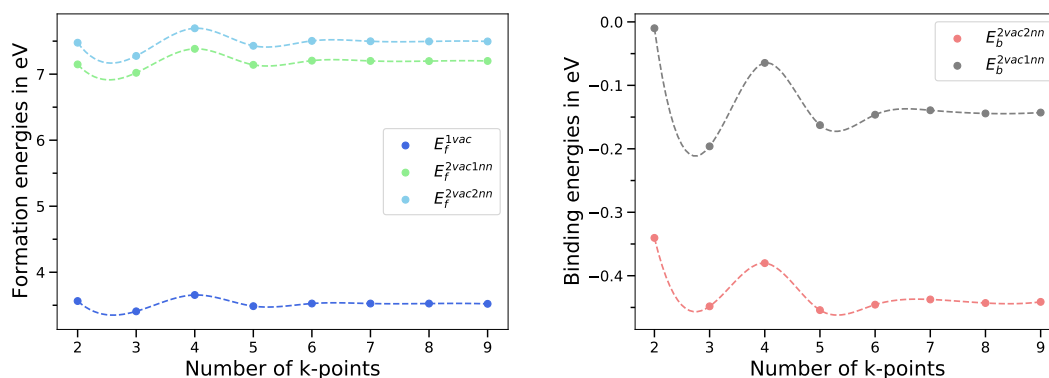 Formation energies in eV
7
6
5
4
2 3 4 5 6 7 8 9
Number of k-points
E_f^{1vac}
E_f^{2vac1nn}
E_f^{2vac2nn}
Binding energies in eV
0.0
−0.1
−0.2
−0.3
−0.4
2 3 4 5 6 7 8 9
Number of k-points
E_b^{2vac2nn}
E_b^{2vac1nn}